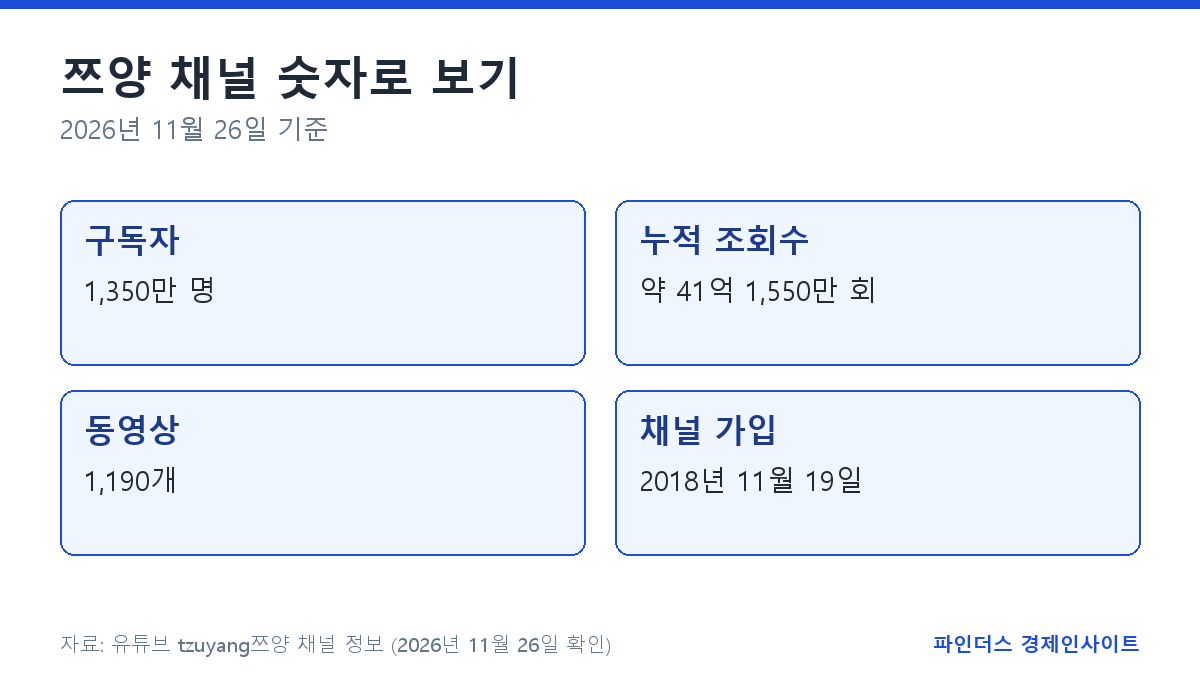 쯔양 채널 숫자로 보기
2026년 11월 26일 기준
구독자
1,350만 명
누적 조회수
약 41억 1,550만 회
동영상
1,190개
채널 가입
2018년 11월 19일
자료: 유튜브 tzuyang쯔양 채널 정보 (2026년 11월 26일 확인)
파인더스 경제인사이트